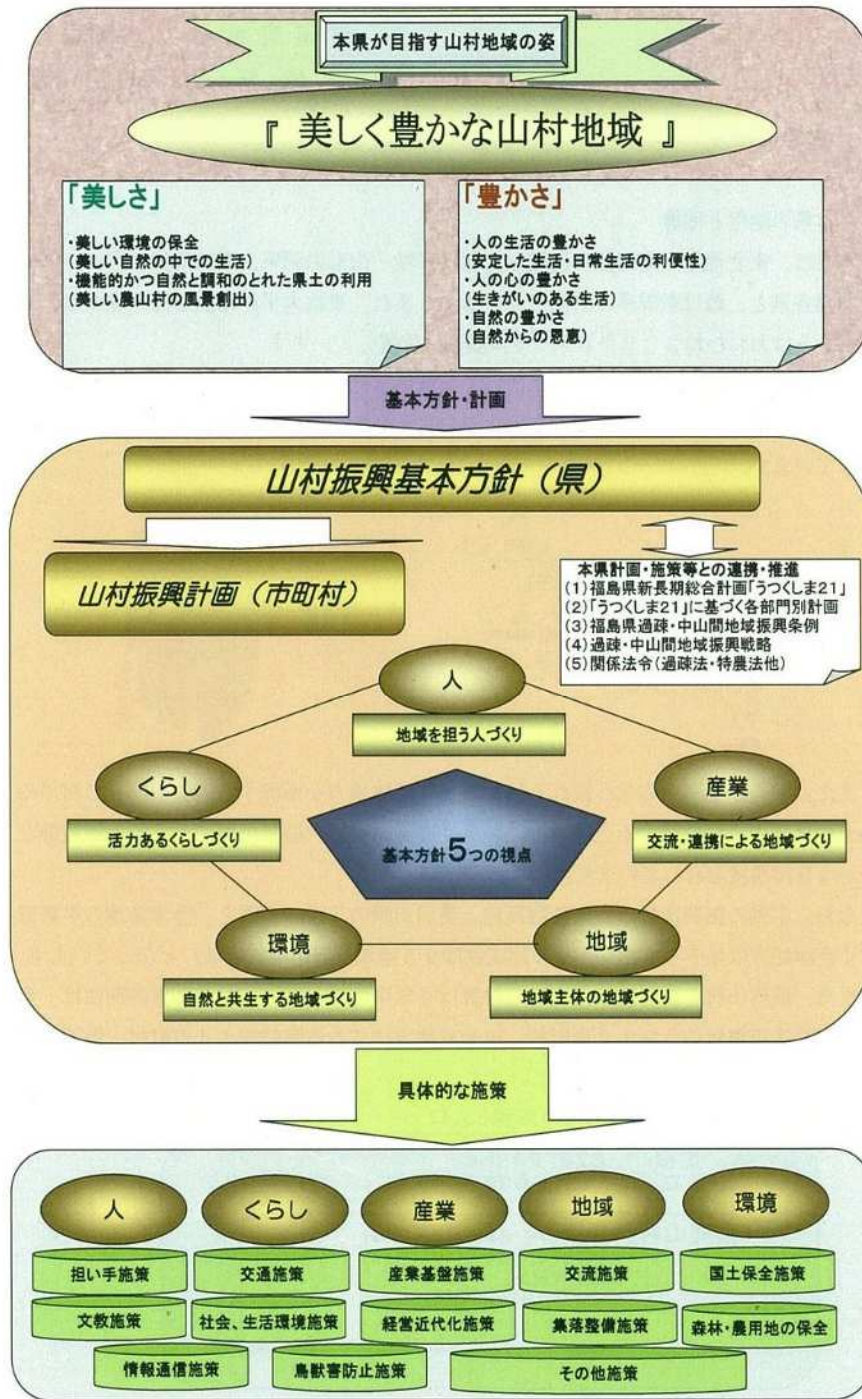 本県が目指す山村地域の姿
『 美しく豊かな山村地域 』
「美しさ」
・美しい環境の保全
(美しい自然の中での生活)
・機能的かつ自然と調和のとれた県土の利用
(美しい農山村の風景創出)
「豊かさ」
・人の生活の豊かさ
(安定した生活・日常生活の利便性)
・人の心の豊かさ
(生きがいのある生活)
・自然の豊かさ
(自然からの恩恵)
基本方針・計画
山村振興基本方針(県)
山村振興計画(市町村)
本県計画・施策等との連携・推進
(1)福島県新長期総合計画「うつくしま21」
(2)「うつくしま21」に基づく各部門別計画
(3)福島県過疎・中山間地域振興条例
(4)過疎・中山間地域振興戦略
(5)関係法令(過疎法・特農法他)
人
地域を担う人づくり
くらし
活力あるくらしづくり
産業
交流・連携による地域づくり
基本方針5つの視点
環境
自然と共生する地域づくり
地域
地域主体の地域づくり
具体的な施策
人
くらし
産業
地域
環境
担い手施策
交通施策
産業基盤施策
交流施策
国土保全施策
文教施策
社会、生活環境施策
経営近代化施策
集落整備施策
森林・農用地の保全
情報通信施策
鳥獣害防止施策
その他施策